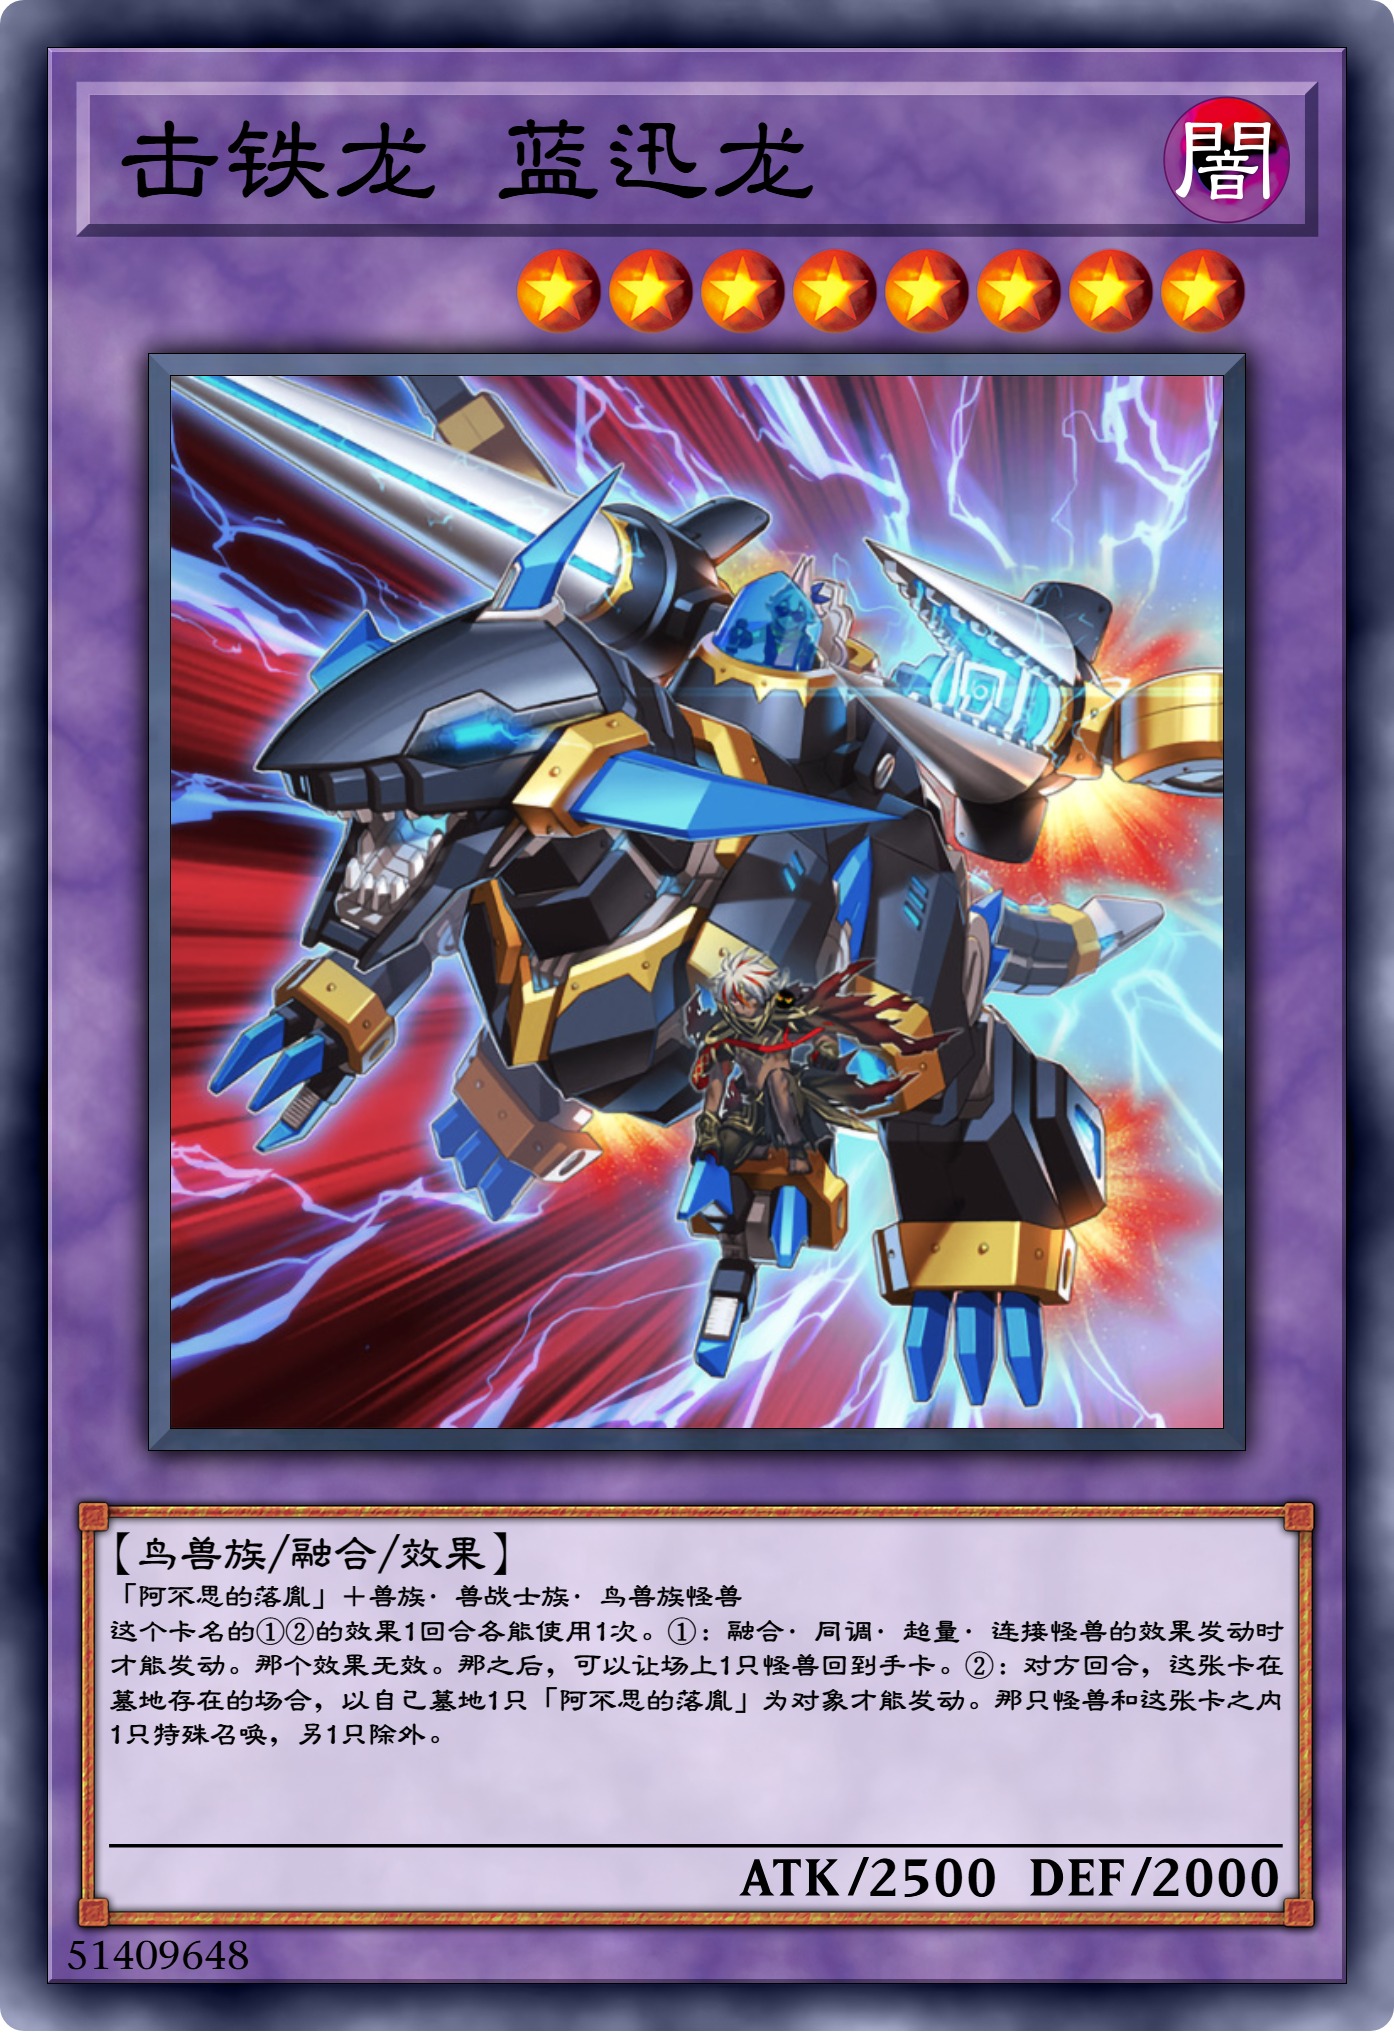 击铁龙 蓝迅龙
闇
【鸟兽族/融合/效果】
「阿不思的落胤」＋兽族·兽战士族·鸟兽族怪兽
这个卡名的①②的效果1回合各能使用1次。①：融合·同调·超量·连接怪兽的效果发动时
才能发动。那个效果无效。那之后，可以让场上1只怪兽回到手卡。②：对方回合，这张卡在
墓地存在的场合，以自己墓地1只「阿不思的落胤」为对象才能发动。那只怪兽和这张卡之内
1只特殊召唤，另1只除外。
ATK/2500 DEF/2000
51409648